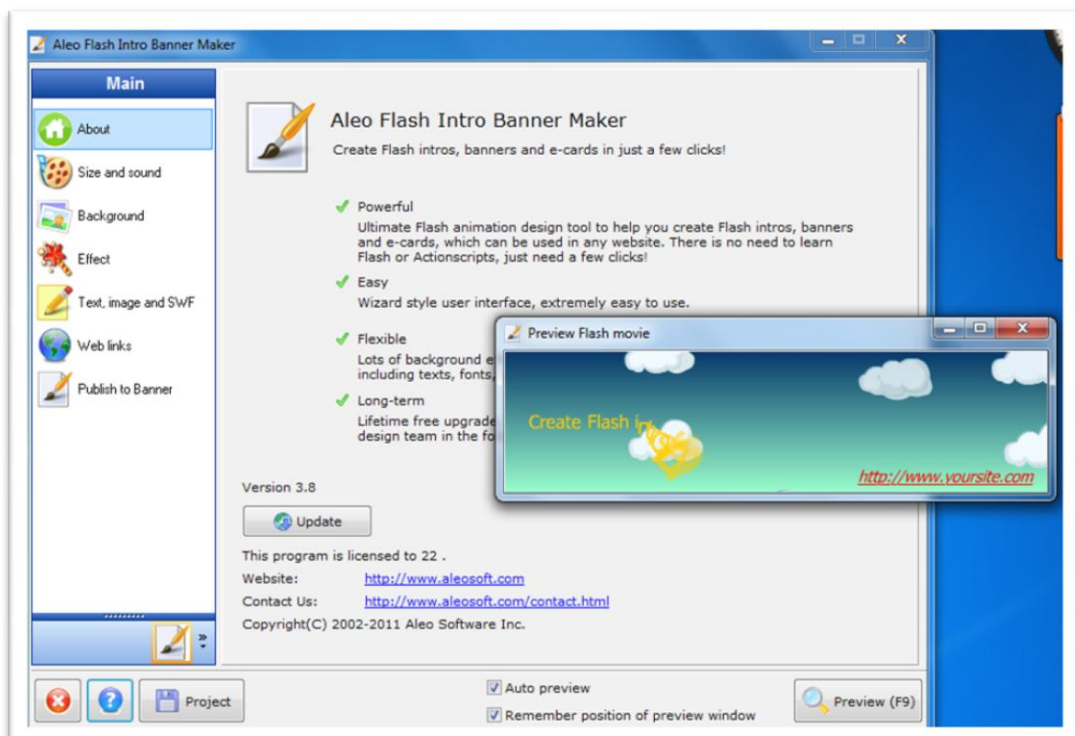 Aleo Flash Intro Banner Maker
Main
About
Size and sound
Background
Effect
Text, image and SWF
Web links
Publish to Banner
Aleo Flash Intro Banner Maker
Create Flash intros, banners and e-cards in just a few clicks!
Powerful
Ultimate Flash animation design tool to help you create Flash intros, banners
and e-cards, which can be used in any website. There is no need to learn
Flash or Actionscripts, just need a few clicks!
Easy
Wizard style user interface, extremely easy to use.
Flexible
Lots of background e
including texts, fonts,
Long-term
Lifetime free upgrade
design team in the fo
Preview Flash movie
Create Flash intros
http://www.yoursite.com
Version 3.8
Update
This program is licensed to 22 .
Website: http://www.aleosoft.com
Contact Us: http://www.aleosoft.com/contact.html
Copyright(C) 2002-2011 Aleo Software Inc.
Project
Auto preview
Remember position of preview window
Preview (F9)